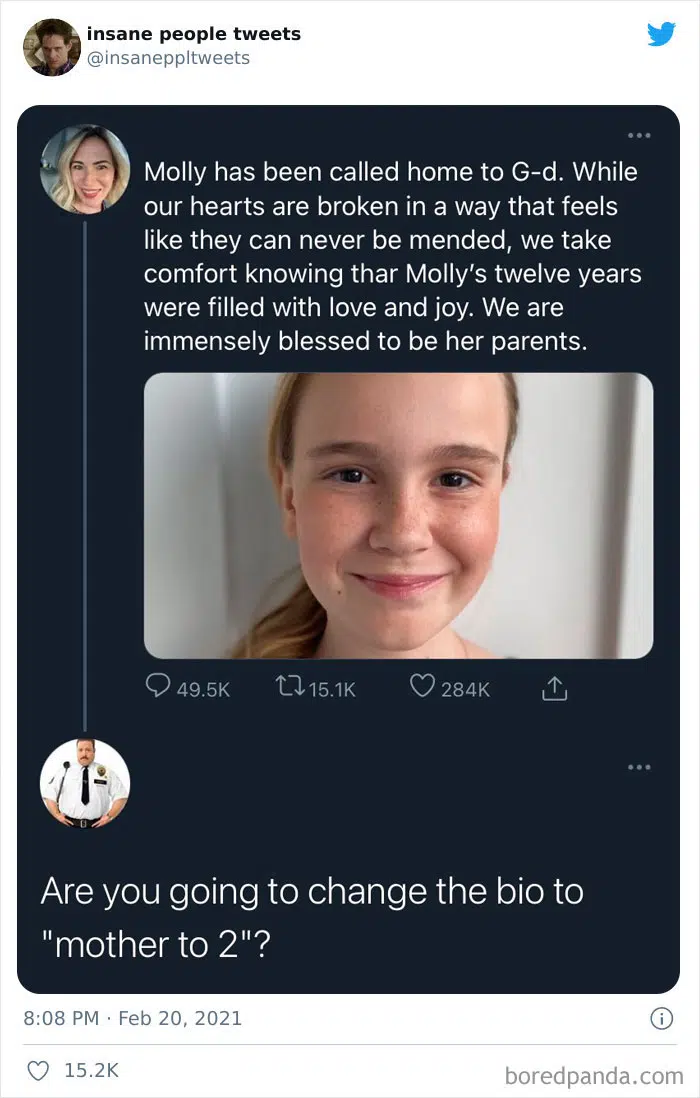 insane people tweets
@insaneppltweets
Molly has been called home to G-d. While
our hearts are broken in a way that feels
like they can never be mended, we take
comfort knowing thar Molly’s twelve years
were filled with love and joy. We are
immensely blessed to be her parents.
49.5K 15.1K 284K
Are you going to change the bio to
"mother to 2"?
8:08 PM · Feb 20, 2021
15.2K
boredpanda.com